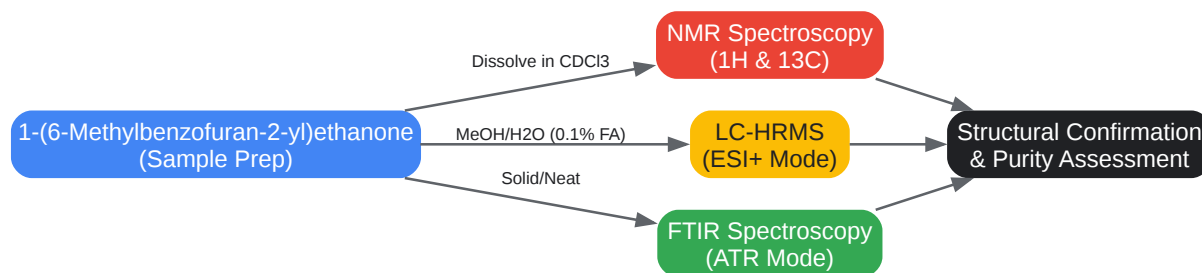 NMR Spectroscopy
(1H & 13C)
Dissolve in CDCl3
1-(6-Methylbenzofuran-2-yl)ethanone
(Sample Prep)
MeOH/H2O (0.1% FA)
LC-HRMS
(ESI+ Mode)
Structural Confirmation
& Purity Assessment
Solid/Neat
FTIR Spectroscopy
(ATR Mode)